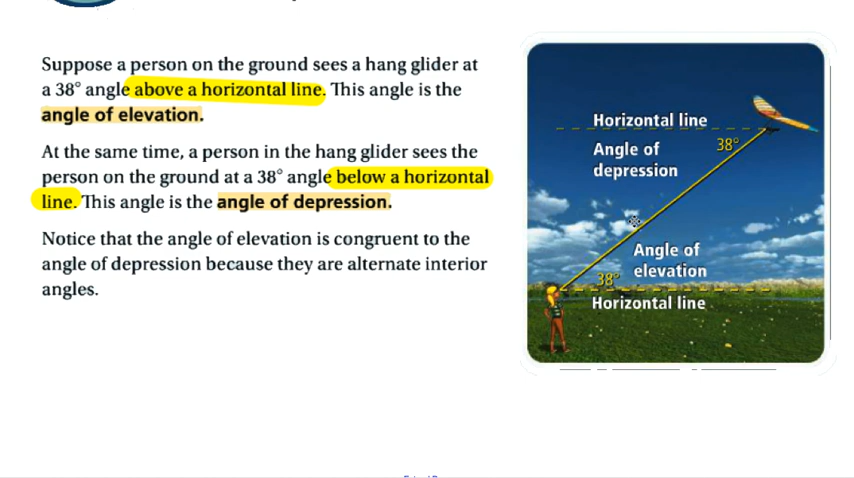 Suppose a person on the ground sees a hang glider at
a 38° angle above a horizontal line. This angle is the
angle of elevation.
At the same time, a person in the hang glider sees the
person on the ground at a 38° angle below a horizontal
line. This angle is the angle of depression.
Notice that the angle of elevation is congruent to the
angle of depression because they are alternate interior
angles.
Horizontal line
38°
Angle of
depression
Angle of
elevation
38°
Horizontal line